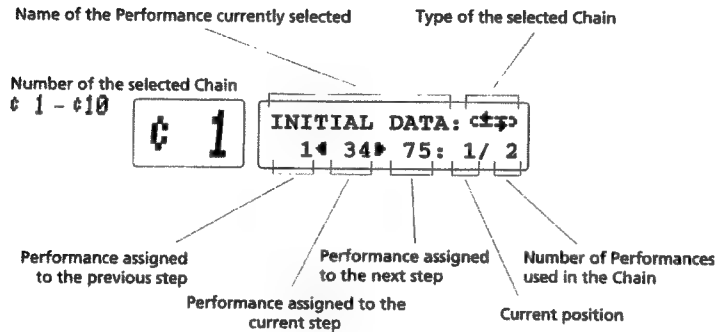 Name of the Performance currently selected
Type of the selected Chain
Number of the selected Chain
¢ 1 - ¢10
¢ 1
INITIAL DATA:
1◀ 34▶ 75: 1/ 2
Performance assigned
to the previous step
Performance assigned to the
current step
Performance assigned
to the next step
Current position
Number of Performances
used in the Chain